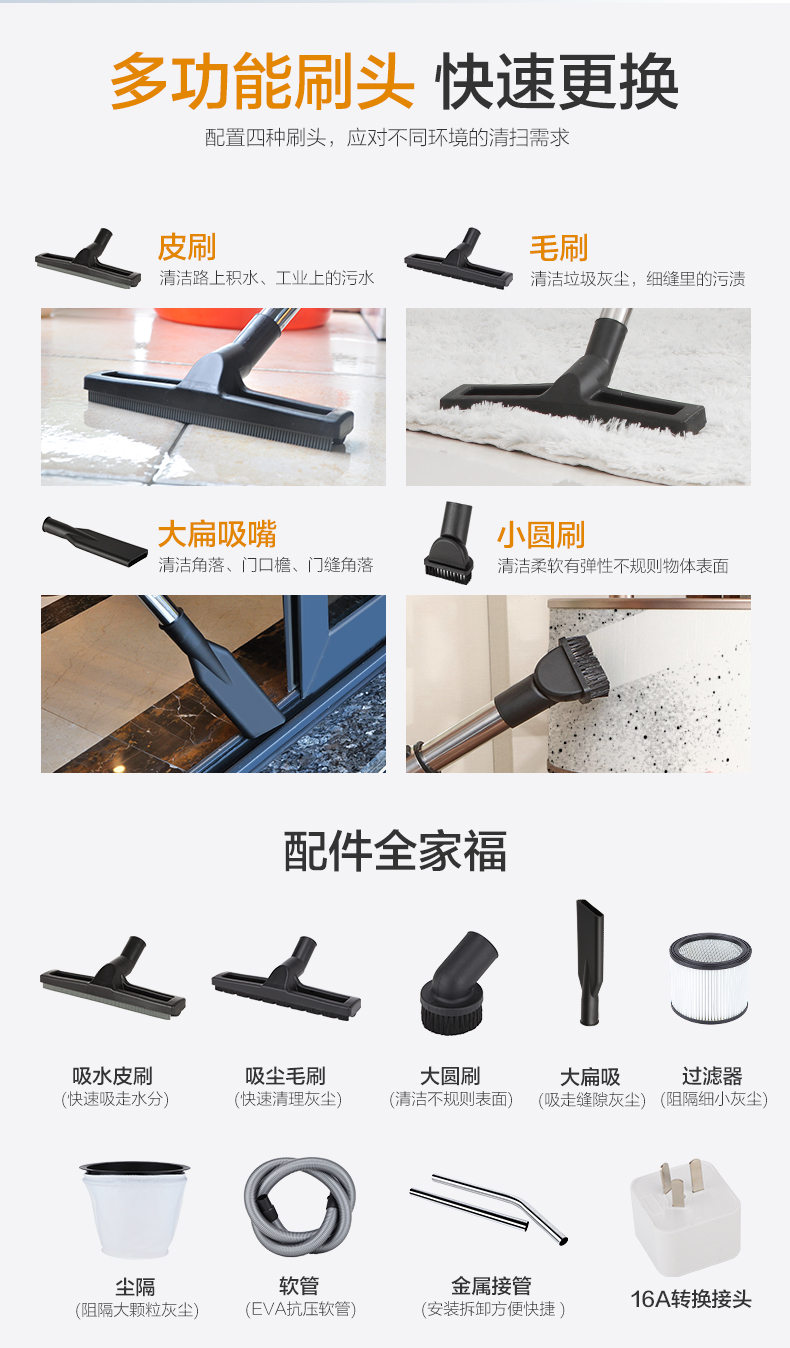 多功能刷头 快速更换
配置四种刷头，应对不同环境的清扫需求
皮刷
清洁路上积水、工业上的污水
毛刷
清洁垃圾灰尘，细缝里的污渍
大扁吸嘴
清洁角落、门口檐、门缝角落
小圆刷
清洁柔软有弹性不规则物体表面
配件全家福
吸水皮刷
(快速吸走水分)
吸尘毛刷
(快速清理灰尘)
大圆刷
(清洁不规则表面)
大扁吸
(吸走缝隙灰尘)
过滤器
(阻隔细小灰尘)
尘隔
(阻隔大颗粒灰尘)
软管
(EVA抗压软管)
金属接管
(安装拆卸方便快捷 )
16A转换接头